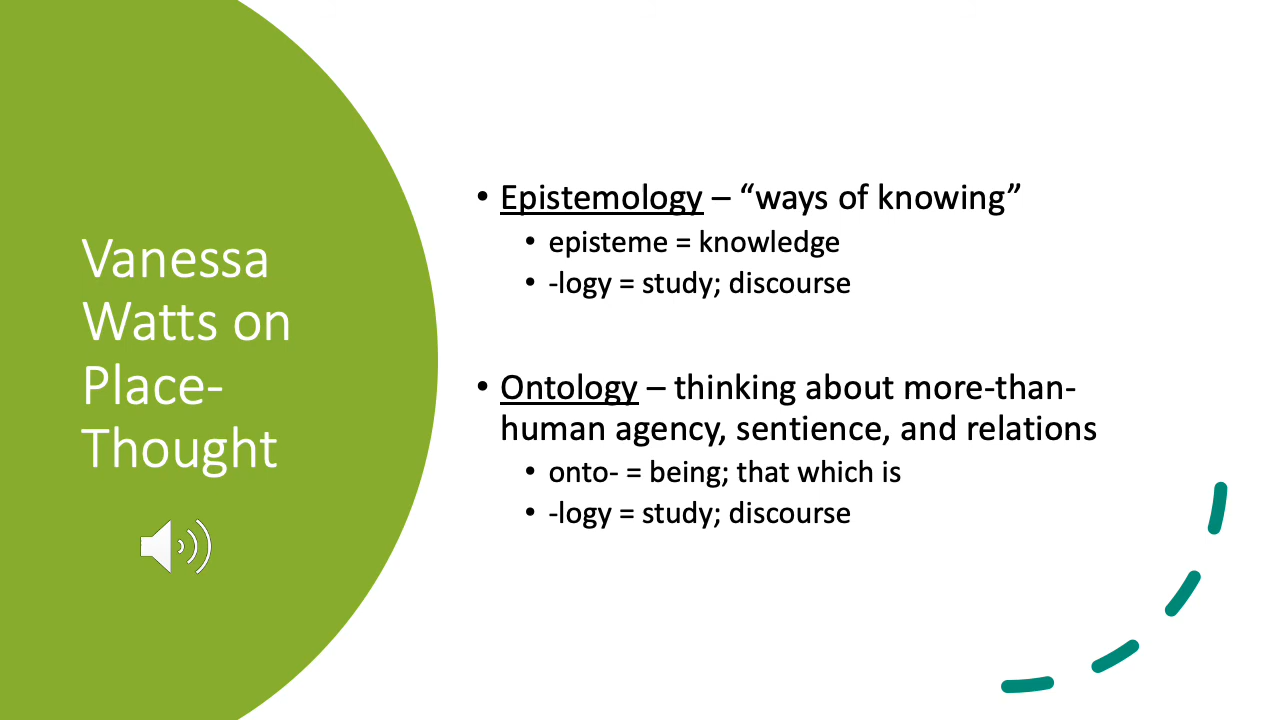 Vanessa
Watts on
Place-
Thought
• Epistemology – “ways of knowing”
• episteme = knowledge
• -logy = study; discourse
• Ontology – thinking about more-than-
human agency, sentience, and relations
• onto- = being; that which is
• -logy = study; discourse